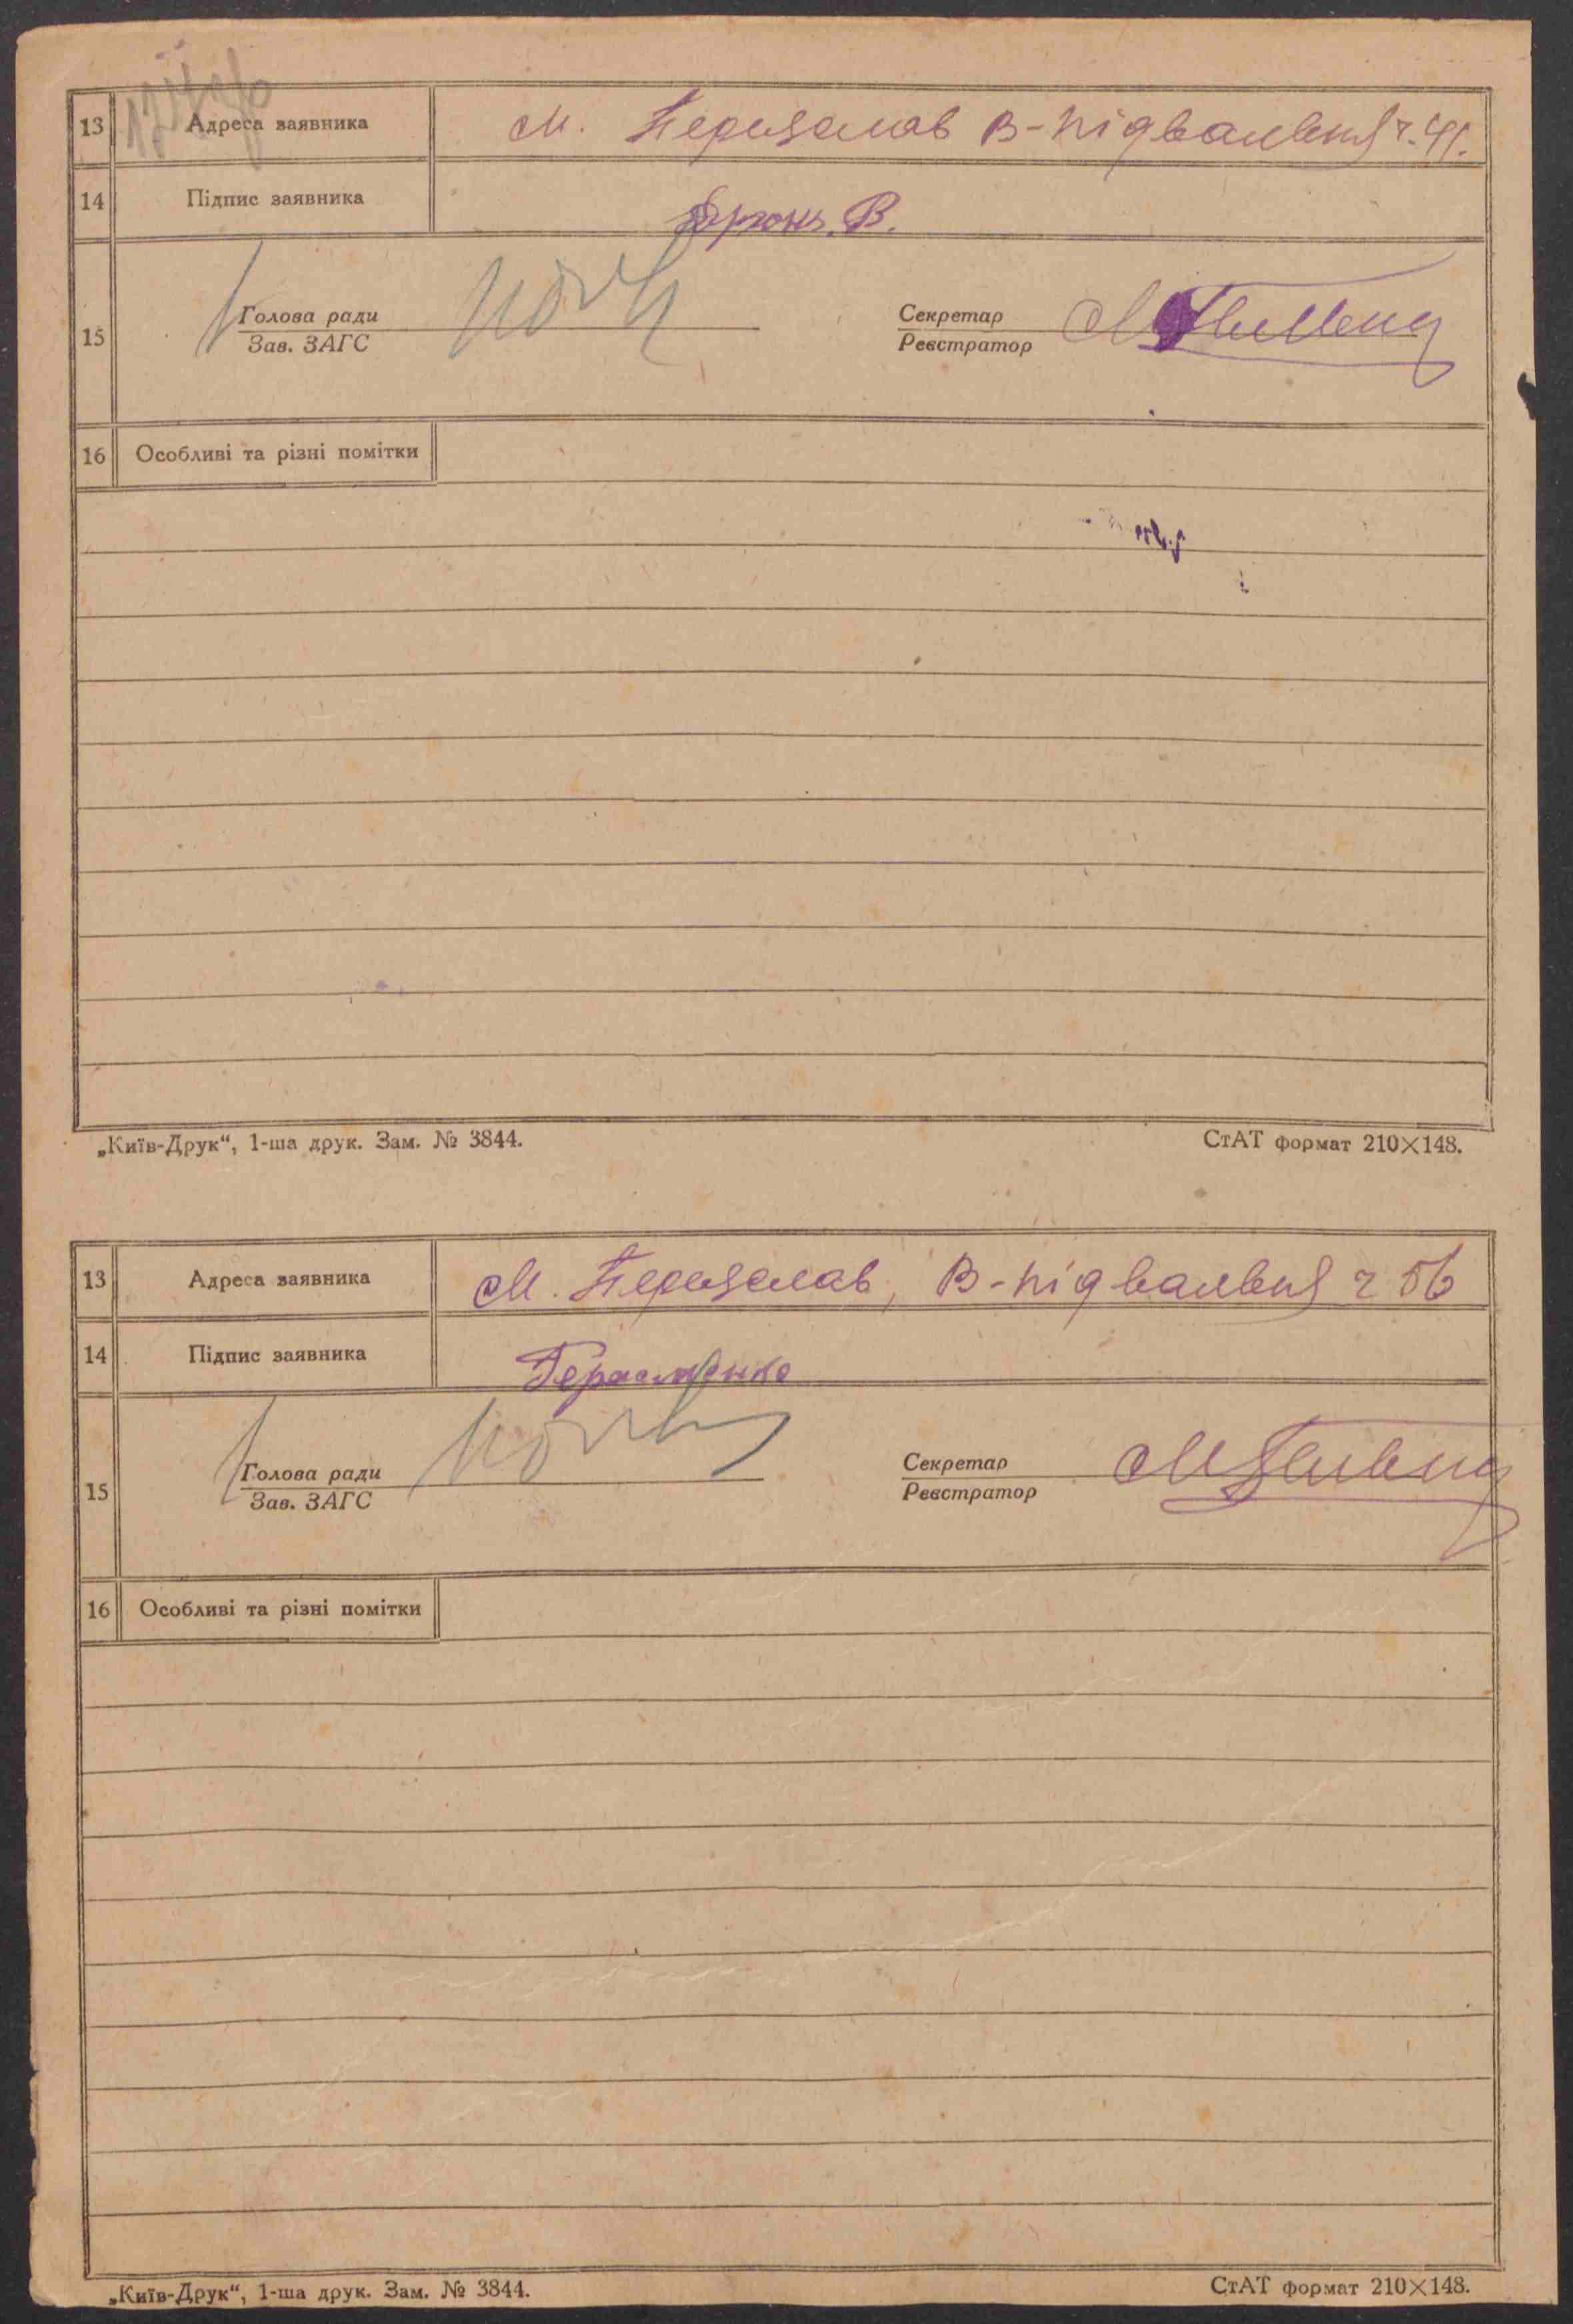 13 Адреса заявника м. Переяслав В-Підвальна ч. 41.
14 Підпис заявника В.
15 Голова ради Секретар
Зав. ЗАГС Реєстратор
16 Особливі та різні помітки
„Київ-Друк“, 1-ша друк. Зам. № 3844. СтАТ формат 210×148.
13 Адреса заявника м. Переяслав, В-Підвальна ч 56
14 Підпис заявника Герасименко
15 Голова ради Секретар
Зав. ЗАГС Реєстратор
16 Особливі та різні помітки
„Київ-Друк“, 1-ша друк. Зам. № 3844. СтАТ формат 210×148.